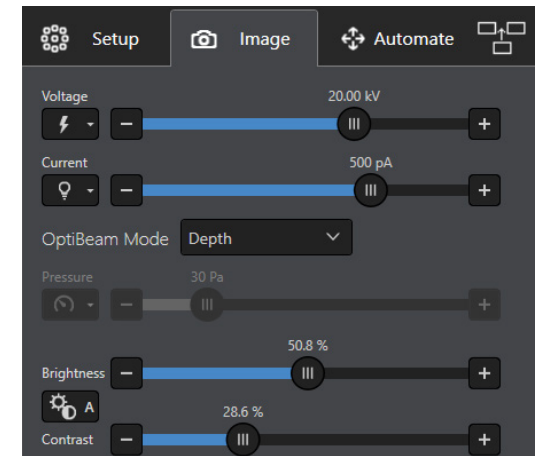 Setup Image Automate
Voltage 20.00 kV
Current 500 pA
OptiBeam Mode Depth
Pressure 30 Pa
50.8 %
Brightness
A
28.6 %
Contrast